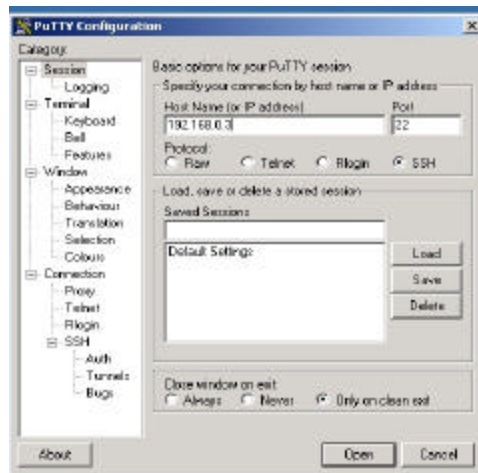 PuTTY Configuration
Category:
Session
Logging
Terminal
Keyboard
Bell
Features
Window
Appearance
Behaviour
Translation
Selection
Colours
Connection
Proxy
Telnet
Rlogin
SSH
Auth
Tunnels
Bugs
Basic options for your PuTTY session
Specify your connection by host name or IP address
Host Name (or IP address)
Port
192.168.0.3
22
Protocol:
Raw
Telnet
Rlogin
SSH
Load, save or delete a stored session
Saved Sessions
Default Settings
Load
Save
Delete
Close window on exit
Always
Never
Only on clean exit
About
Open
Cancel